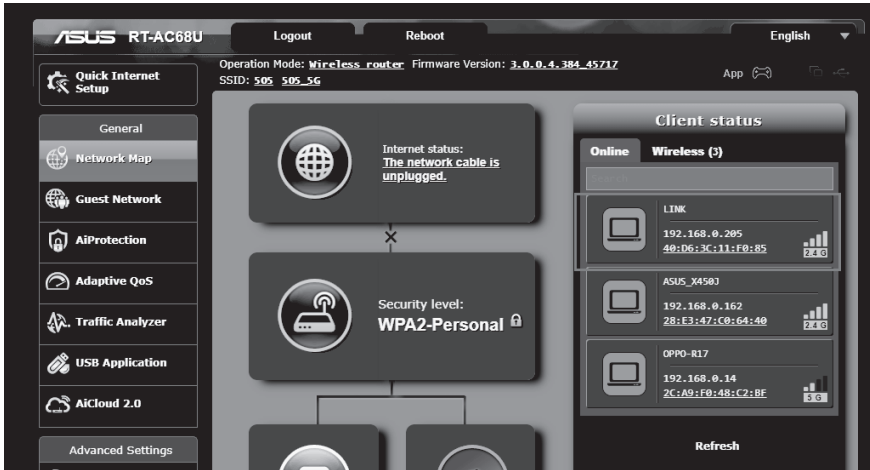 ASUS RT-AC68U
Logout
Reboot
English
Quick Internet
Setup
Operation Mode: Wireless router Firmware Version: 3.0.0.4.384_45717
SSID: 505 505_5G
App
General
Network Map
Guest Network
AiProtection
Adaptive QoS
Traffic Analyzer
USB Application
AiCloud 2.0
Advanced Settings
Internet status:
The network cable is
unplugged.
Security level:
WPA2-Personal
Client status
Online Wireless (3)
Search
LINK
192.168.0.205
40:D6:3C:11:F0:85
2.4 G
ASUS_X450J
192.168.0.162
28:E3:47:C0:64:40
2.4 G
OPPO-R17
192.168.0.14
2C:A9:F0:48:C2:BF
5 G
Refresh